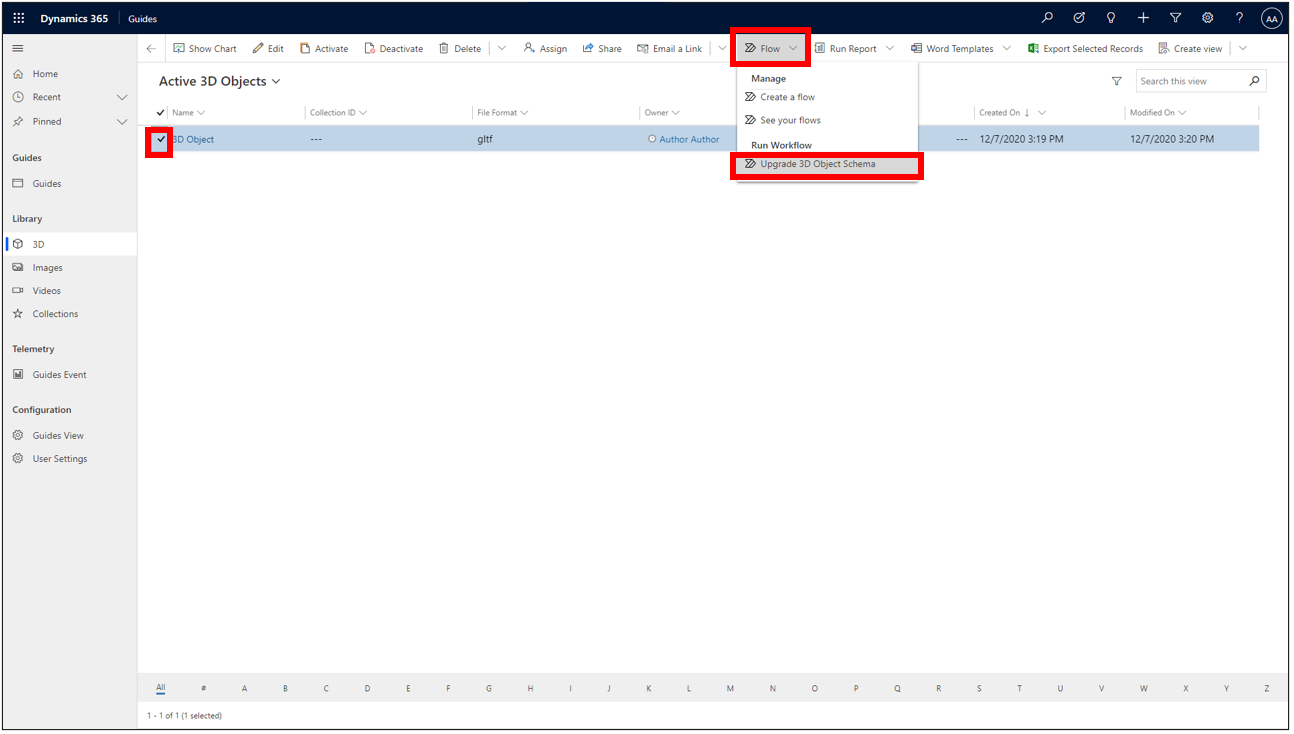 Dynamics 365 Guides
? AA
Show Chart Edit Activate Deactivate Delete Assign Share Email a Link Flow Run Report Word Templates Export Selected Records Create view
Home
Recent
Pinned
Guides
Guides
Library
3D
Images
Videos
Collections
Telemetry
Guides Event
Configuration
Guides View
User Settings
Active 3D Objects
Search this view
Name Collection ID File Format Owner Created On ↓ Modified On
3D Object --- gltf Author Author --- 12/7/2020 3:19 PM 12/7/2020 3:20 PM
Manage
Create a flow
See your flows
Run Workflow
Upgrade 3D Object Schema
All # A B C D E F G H I J K L M N O P Q R S T U V W X Y Z
1 - 1 of 1 (1 selected)